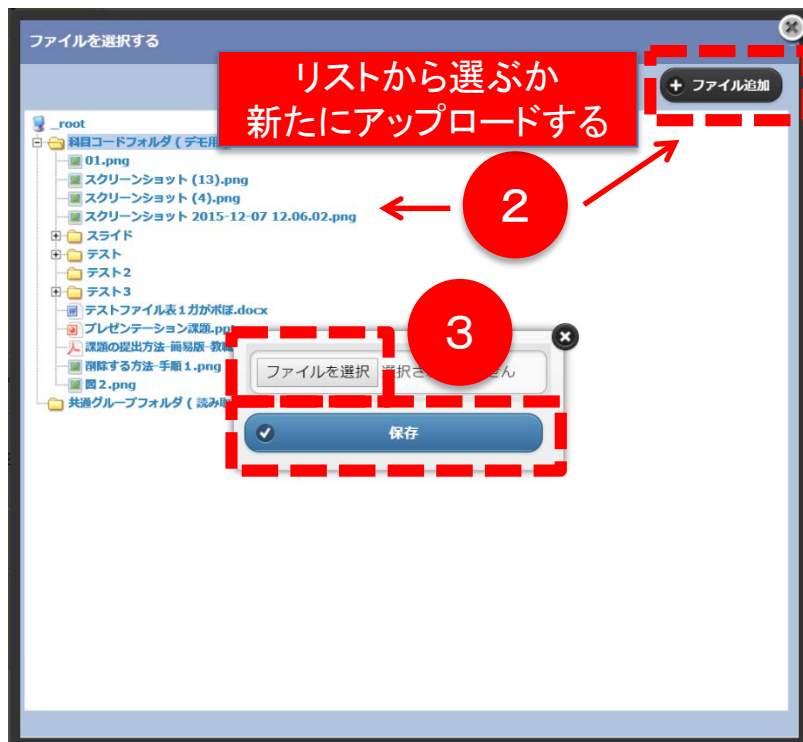 ファイルを選択する
リストから選ぶか
新たにアップロードする
+ ファイル追加
_root
科目コードフォルダ ( デモ用
01.png
スクリーンショット (13).png
スクリーンショット (4).png
スクリーンショット 2015-12-07 12.06.02.png
2
スライド
テスト
テスト2
テスト3
テストファイル表1ガがポぽ.docx
プレゼンテーション課題.pp
課題の提出方法-簡易版-教職
削除する方法-手順1.png
図2.png
共通グループフォルダ ( 読み取
3
ファイルを選択 選択さ
保存